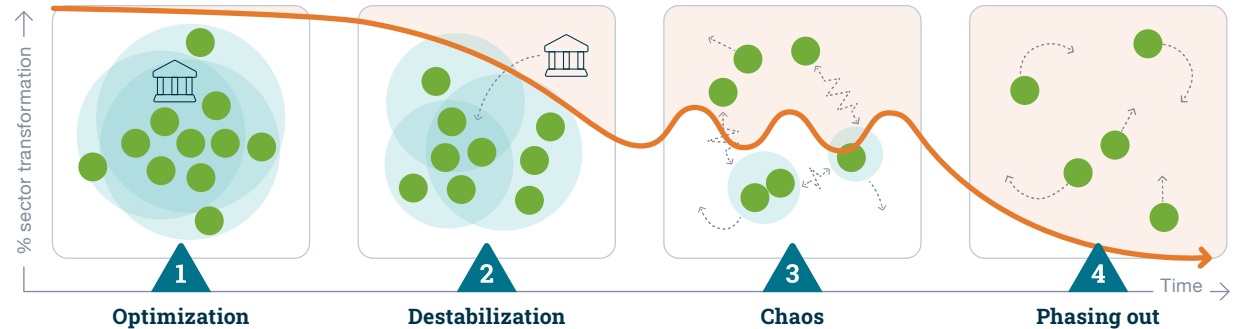 % sector transformation
1
2
3
4
Time
Optimization
Destabilization
Chaos
Phasing out